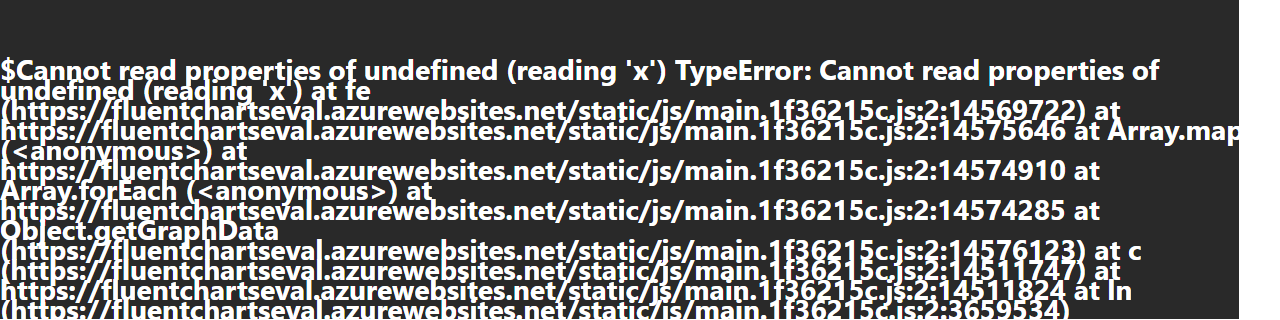 $Cannot read properties of undefined (reading 'x') TypeError: Cannot read properties of
undefined (reading 'x') at fe
(https://fluentchartseval.azurewebsites.net/static/js/main.1f36215c.js:2:14569722) at
https://fluentchartseval.azurewebsites.net/static/js/main.1f36215c.js:2:14575646 at Array.map
(<anonymous>) at
https://fluentchartseval.azurewebsites.net/static/js/main.1f36215c.js:2:14574910 at
Array.forEach (<anonymous>) at
https://fluentchartseval.azurewebsites.net/static/js/main.1f36215c.js:2:14574285 at
Object.getGraphData
(https://fluentchartseval.azurewebsites.net/static/js/main.1f36215c.js:2:14576123) at c
(https://fluentchartseval.azurewebsites.net/static/js/main.1f36215c.js:2:14511747) at
https://fluentchartseval.azurewebsites.net/static/js/main.1f36215c.js:2:14511824 at ln
(https://fluentchartseval.azurewebsites.net/static/js/main.1f36215c.js:2:3659534)